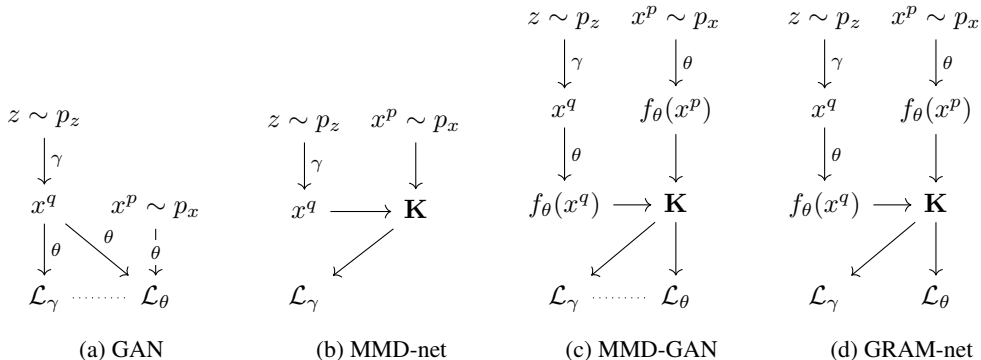 z ∼ p_z
γ
x^q
x^p ∼ p_x
θ
θ
θ
L_γ
L_θ
(a) GAN
z ∼ p_z
x^p ∼ p_x
γ
x^q
K
L_γ
(b) MMD-net
z ∼ p_z
x^p ∼ p_x
γ
θ
x^q
f_θ(x^p)
θ
f_θ(x^q)
K
L_γ
L_θ
(c) MMD-GAN
z ∼ p_z
x^p ∼ p_x
γ
θ
x^q
f_θ(x^p)
θ
f_θ(x^q)
K
L_γ
L_θ
(d) GRAM-net